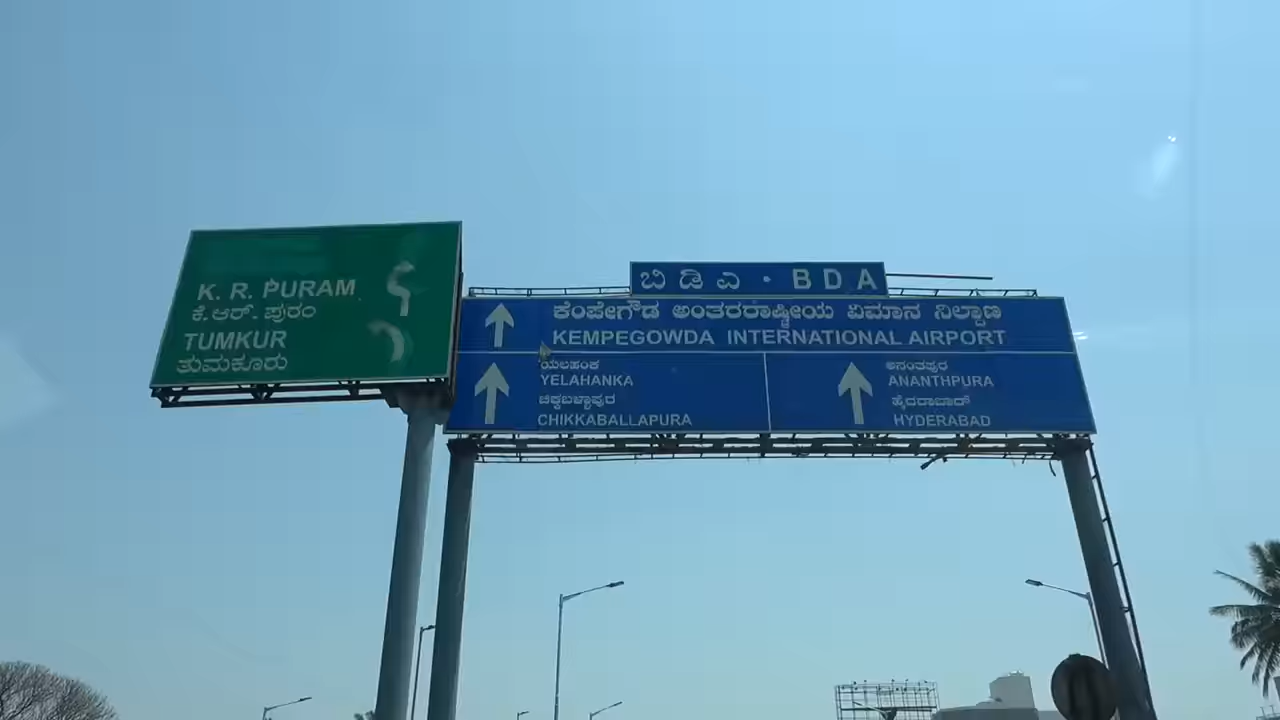 K. R. PURAM
ಕೆ.ಆರ್. ಪುರಂ
TUMKUR
ತುಮಕೂರು
ಬಿ ಡಿ ಎ · BDA
ಕೆಂಪೇಗೌಡ ಅಂತರರಾಷ್ಟ್ರೀಯ ವಿಮಾನ ನಿಲ್ದಾಣ
KEMPEGOWDA INTERNATIONAL AIRPORT
ಯಲಹಂಕ
YELAHANKA
ಚಿಕ್ಕಬಳ್ಳಾಪುರ
CHIKKABALLAPURA
ಅನಂತಪುರ
ANANTHPURA
ಹೈದರಾಬಾದ್
HYDERABAD